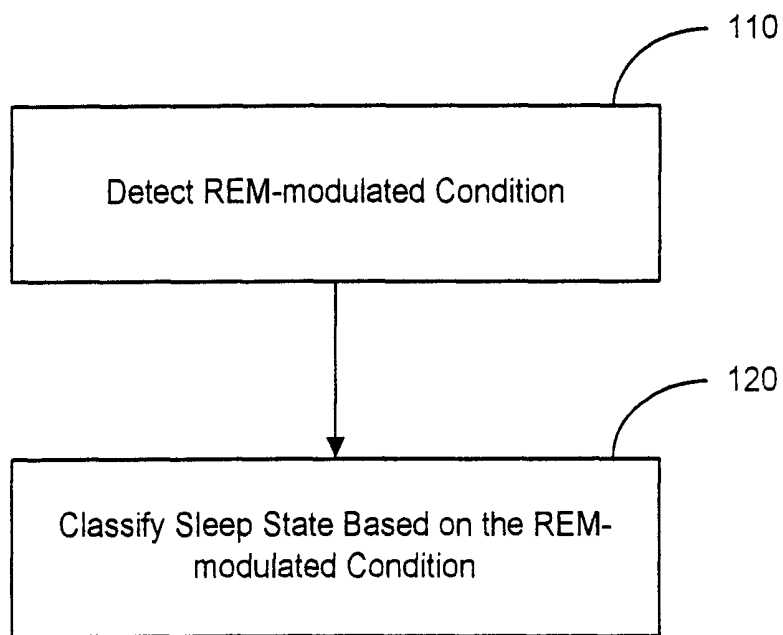 110
Detect REM-modulated Condition
120
Classify Sleep State Based on the REM-
modulated Condition